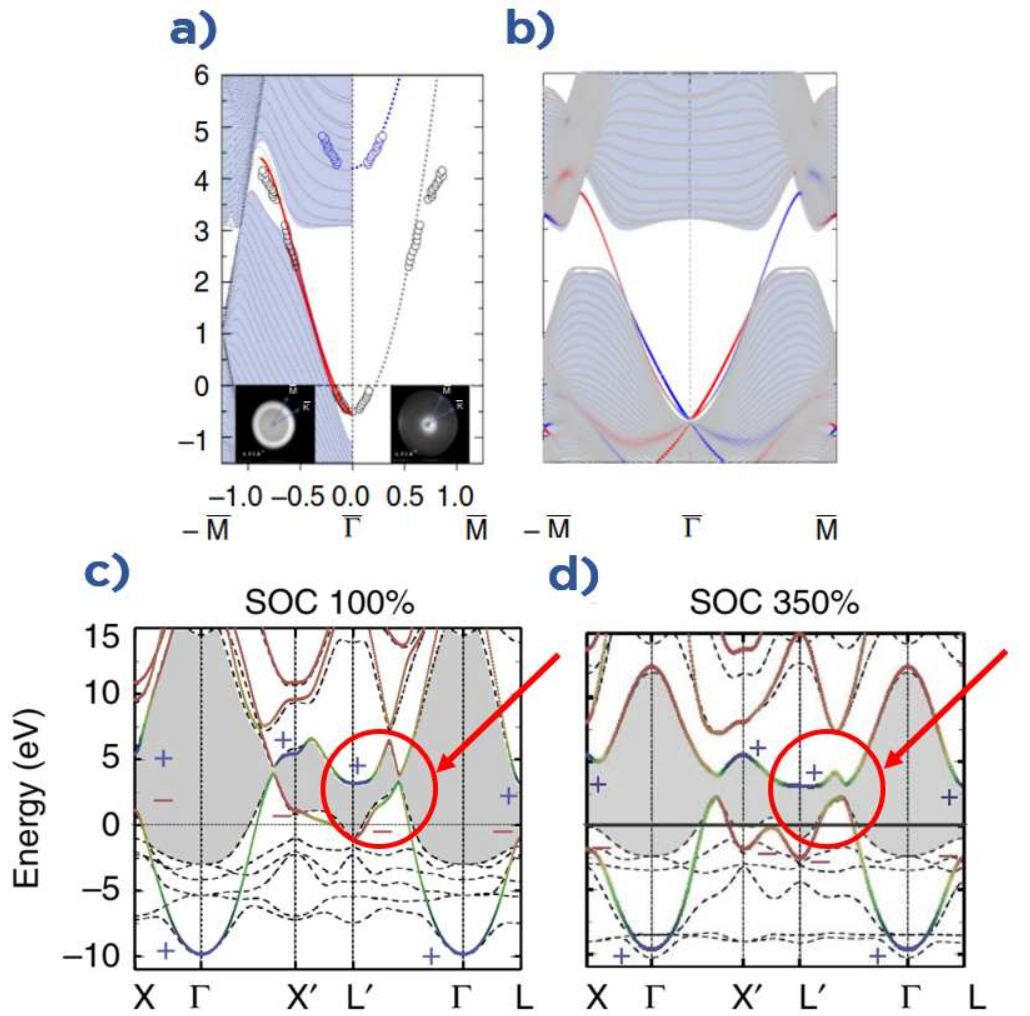 a)
b)
6
5
4
3
2
1
0
−1
M
K
M
K
−1.0 −0.5 0.0 0.5 1.0
− M Γ M
− M Γ M
c)
d)
SOC 100%
SOC 350%
Energy (eV)
15
10
5
0
−5
−10
+ + + +
− − − −
+ +
+ + + +
− − − −
+ +
X Γ X′ L′ Γ L
X Γ X′ L′ Γ L